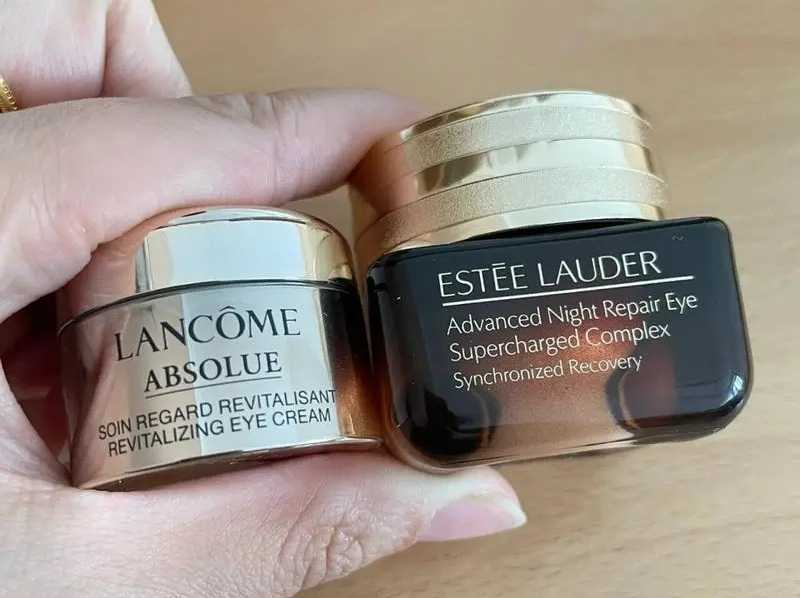 LANCÔME
ABSOLUE
SOIN REGARD REVITALISANT
REVITALIZING EYE CREAM
ESTĒE LAUDER
Advanced Night Repair Eye
Supercharged Complex
Synchronized Recovery